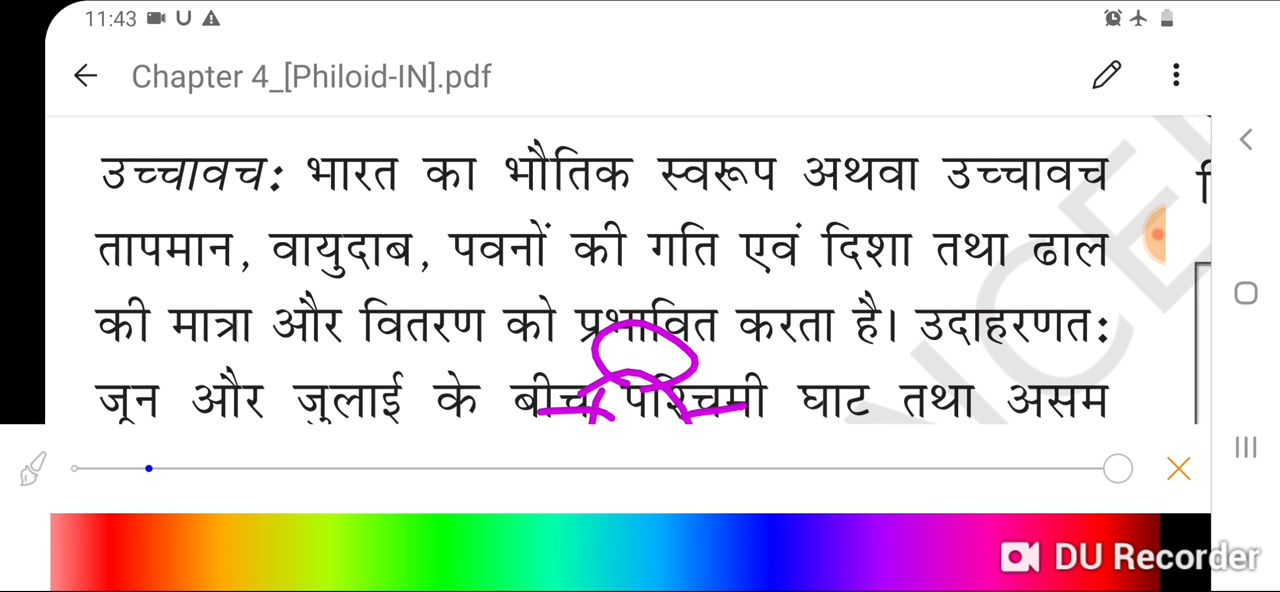 11:43
Chapter 4_[Philoid-IN].pdf
उच्चावच: भारत का भौतिक स्वरूप अथवा उच्चावच
तापमान, वायुदाब, पवनों की गति एवं दिशा तथा ढाल
की मात्रा और वितरण को प्रभावित करता है। उदाहरणत:
जून और जुलाई के बीच पश्चिमी घाट तथा असम
DU Recorder